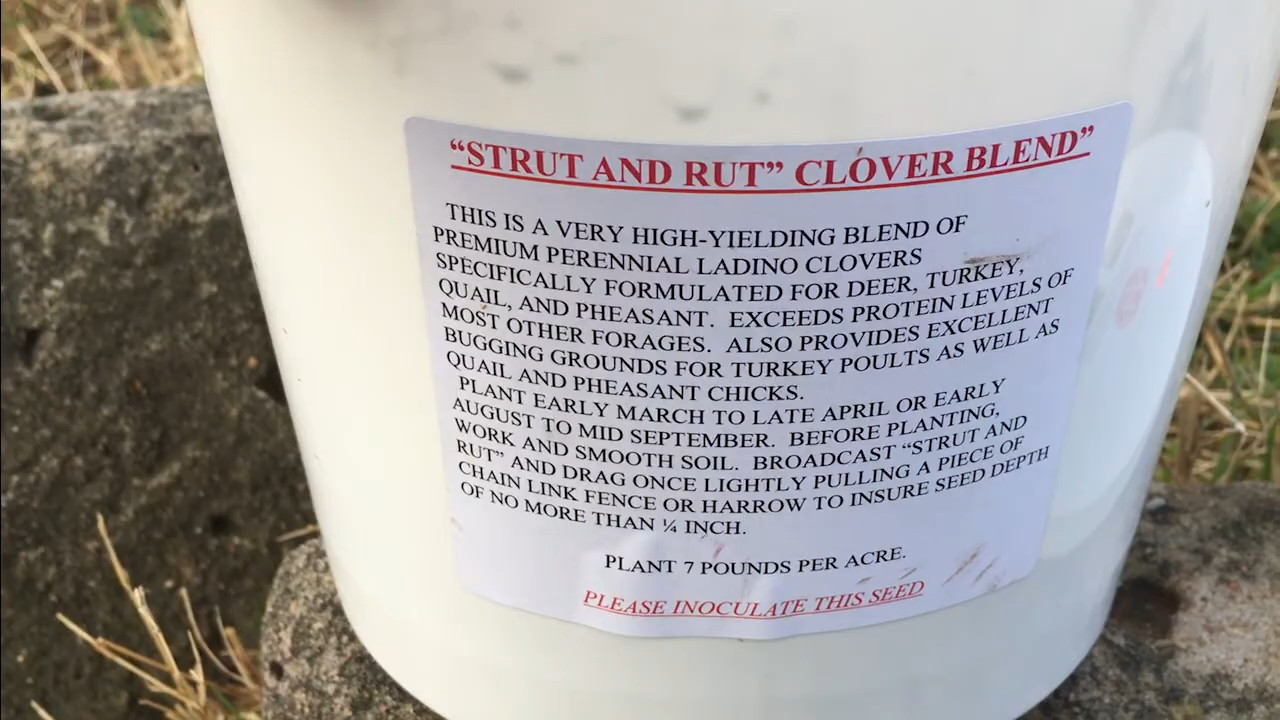 “STRUT AND RUT” CLOVER BLEND”
THIS IS A VERY HIGH-YIELDING BLEND OF
PREMIUM PERENNIAL LADINO CLOVERS
SPECIFICALLY FORMULATED FOR DEER, TURKEY,
QUAIL, AND PHEASANT. EXCEEDS PROTEIN LEVELS OF
MOST OTHER FORAGES. ALSO PROVIDES EXCELLENT
BUGGING GROUNDS FOR TURKEY POULTS AS WELL AS
QUAIL AND PHEASANT CHICKS.
PLANT EARLY MARCH TO LATE APRIL OR EARLY
AUGUST TO MID SEPTEMBER. BEFORE PLANTING,
WORK AND SMOOTH SOIL. BROADCAST “STRUT AND
RUT” AND DRAG ONCE LIGHTLY PULLING A PIECE OF
CHAIN LINK FENCE OR HARROW TO INSURE SEED DEPTH
OF NO MORE THAN ¼ INCH.
PLANT 7 POUNDS PER ACRE.
PLEASE INOCULATE THIS SEED